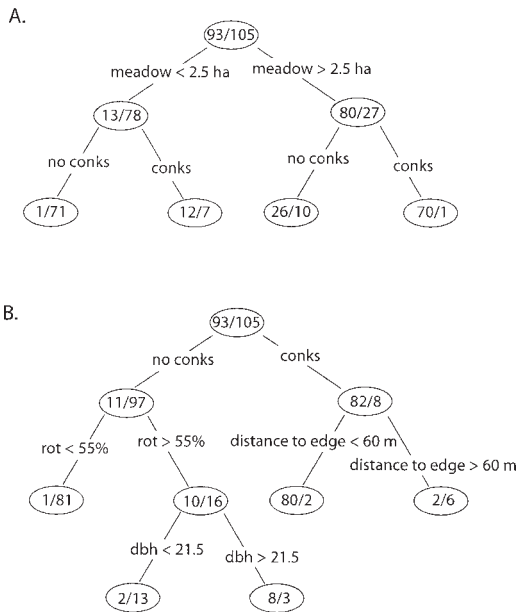 A.
93/105
meadow < 2.5 ha
meadow > 2.5 ha
13/78
80/27
no conks
conks
no conks
conks
1/71
12/7
26/10
70/1
B.
93/105
no conks
conks
11/97
82/8
rot < 55%
rot > 55%
distance to edge < 60 m
distance to edge > 60 m
1/81
10/16
80/2
2/6
dbh < 21.5
dbh > 21.5
2/13
8/3